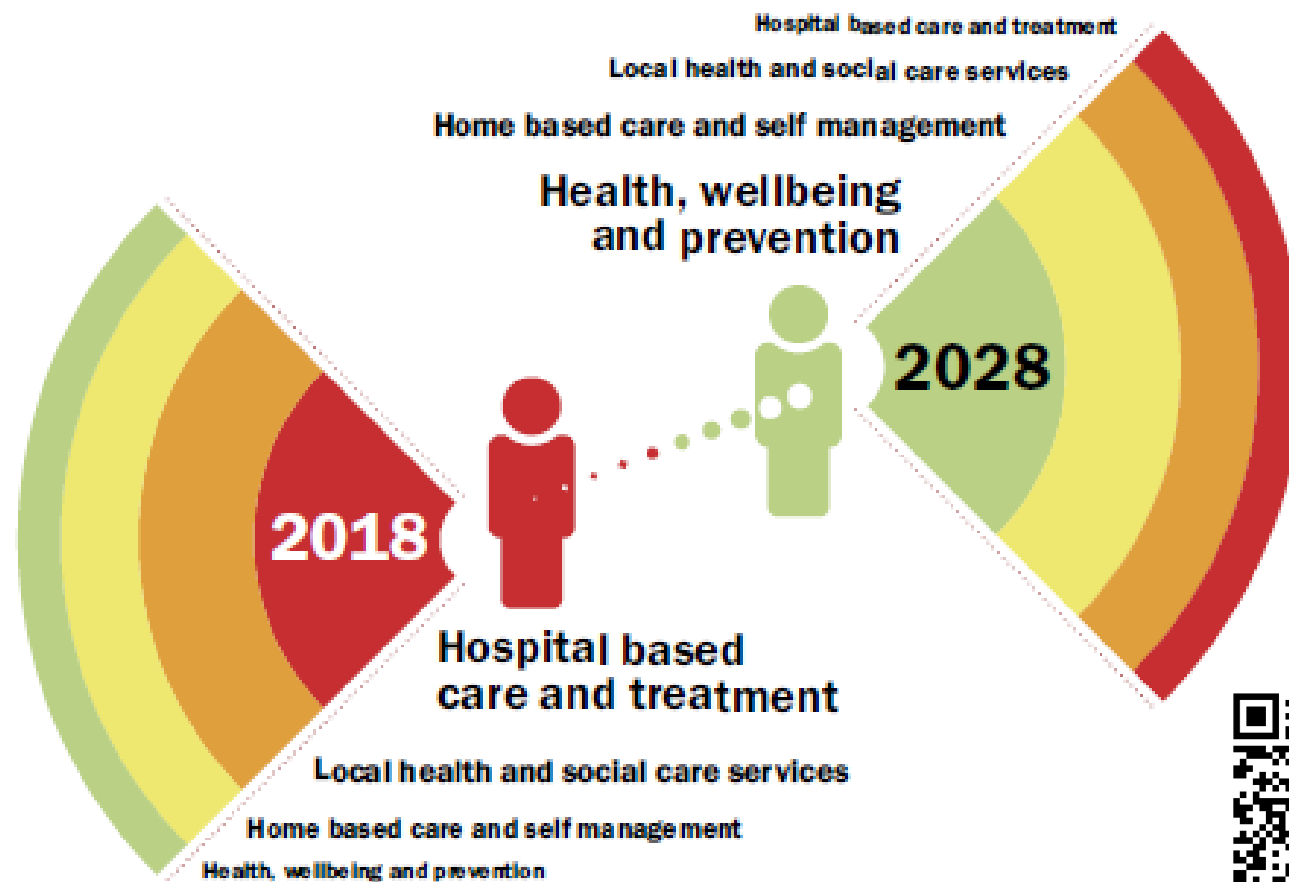 Hospital based care and treatment
Local health and social care services
Home based care and self management
Health, wellbeing
and prevention
2028
2018
Hospital based
care and treatment
Local health and social care services
Home based care and self management
Health, wellbeing and prevention